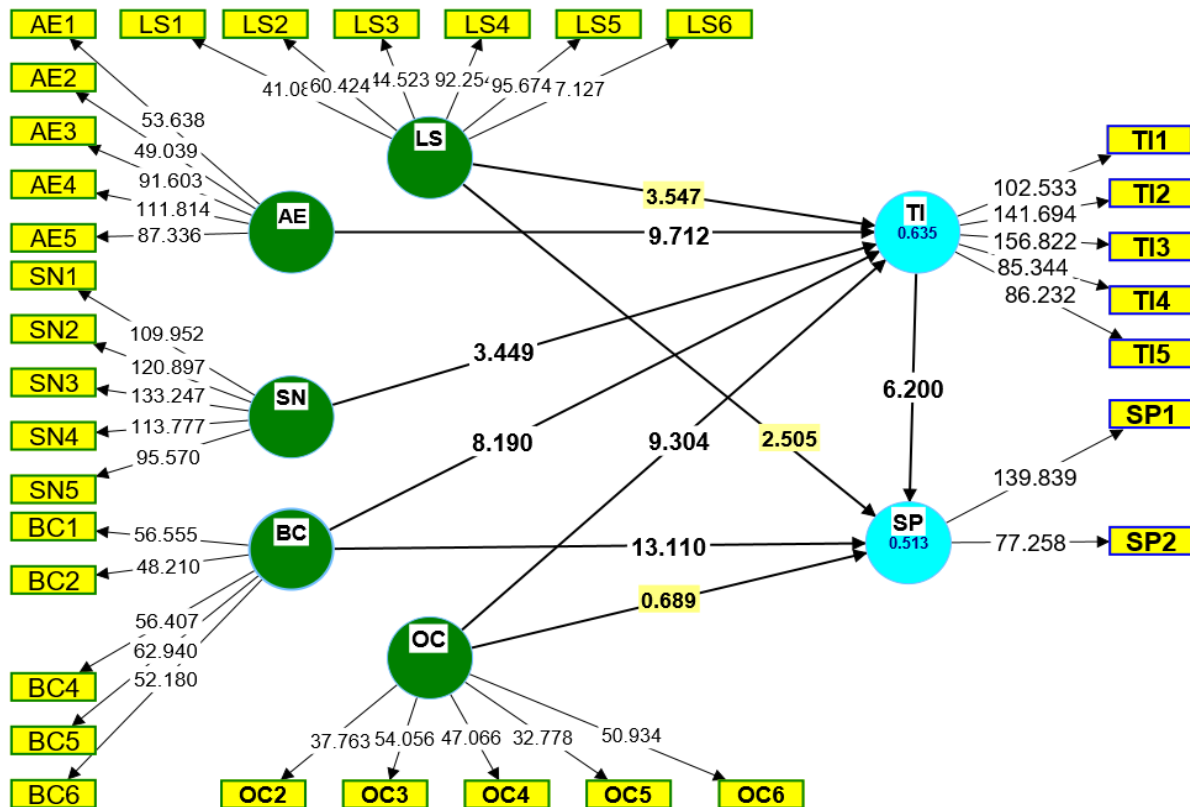 AE1
LS1
LS2
LS3
LS4
LS5
LS6
AE2
AE3
AE4
AE5
53.638
49.039
91.603
111.814
87.336
60.424
95.674
LS
AE
3.547
9.712
TI
0.635
102.533
141.694
156.822
85.344
86.232
TI1
TI2
TI3
TI4
TI5
SN1
SN2
SN3
SN4
SN5
109.952
120.897
133.247
113.777
95.570
SN
3.449
8.190
9.304
2.505
6.200
BC1
BC2
BC4
BC5
BC6
56.555
48.210
56.407
62.940
52.180
BC
13.110
0.689
SP
0.513
139.839
77.258
SP1
SP2
OC
37.763
54.056
47.066
32.778
50.934
OC2
OC3
OC4
OC5
OC6